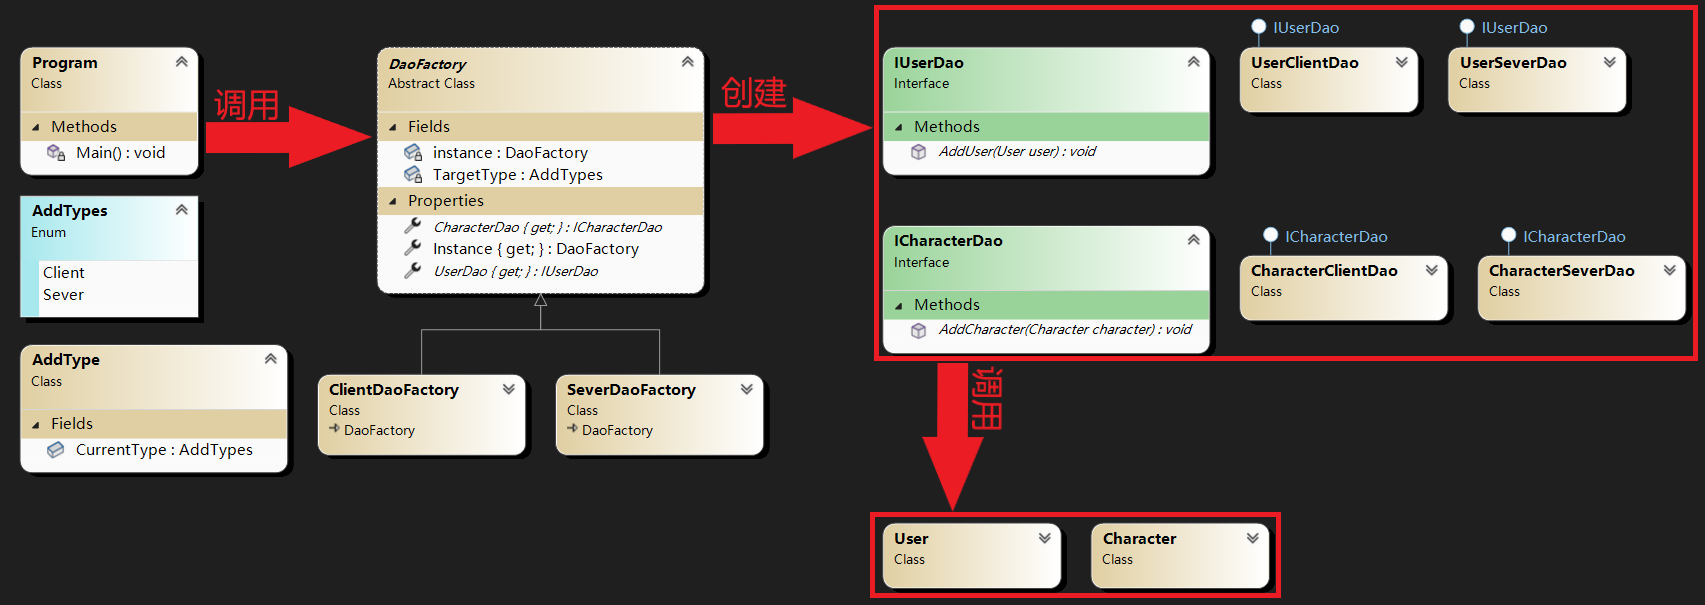 Program
Class
Methods
Main() : void
AddTypes
Enum
Client
Sever
AddType
Class
Fields
CurrentType : AddTypes
调用
DaoFactory
Abstract Class
Fields
instance : DaoFactory
TargetType : AddTypes
Properties
CharacterDao { get; } : ICharacterDao
Instance { get; } : DaoFactory
UserDao { get; } : IUserDao
ClientDaoFactory
Class
DaoFactory
SeverDaoFactory
Class
DaoFactory
创建
IUserDao
Interface
Methods
AddUser(User user) : void
IUserDao
UserClientDao
Class
IUserDao
UserSeverDao
Class
ICharacterDao
Interface
Methods
AddCharacter(Character character) : void
ICharacterDao
CharacterClientDao
Class
ICharacterDao
CharacterSeverDao
Class
调用
User
Class
Character
Class